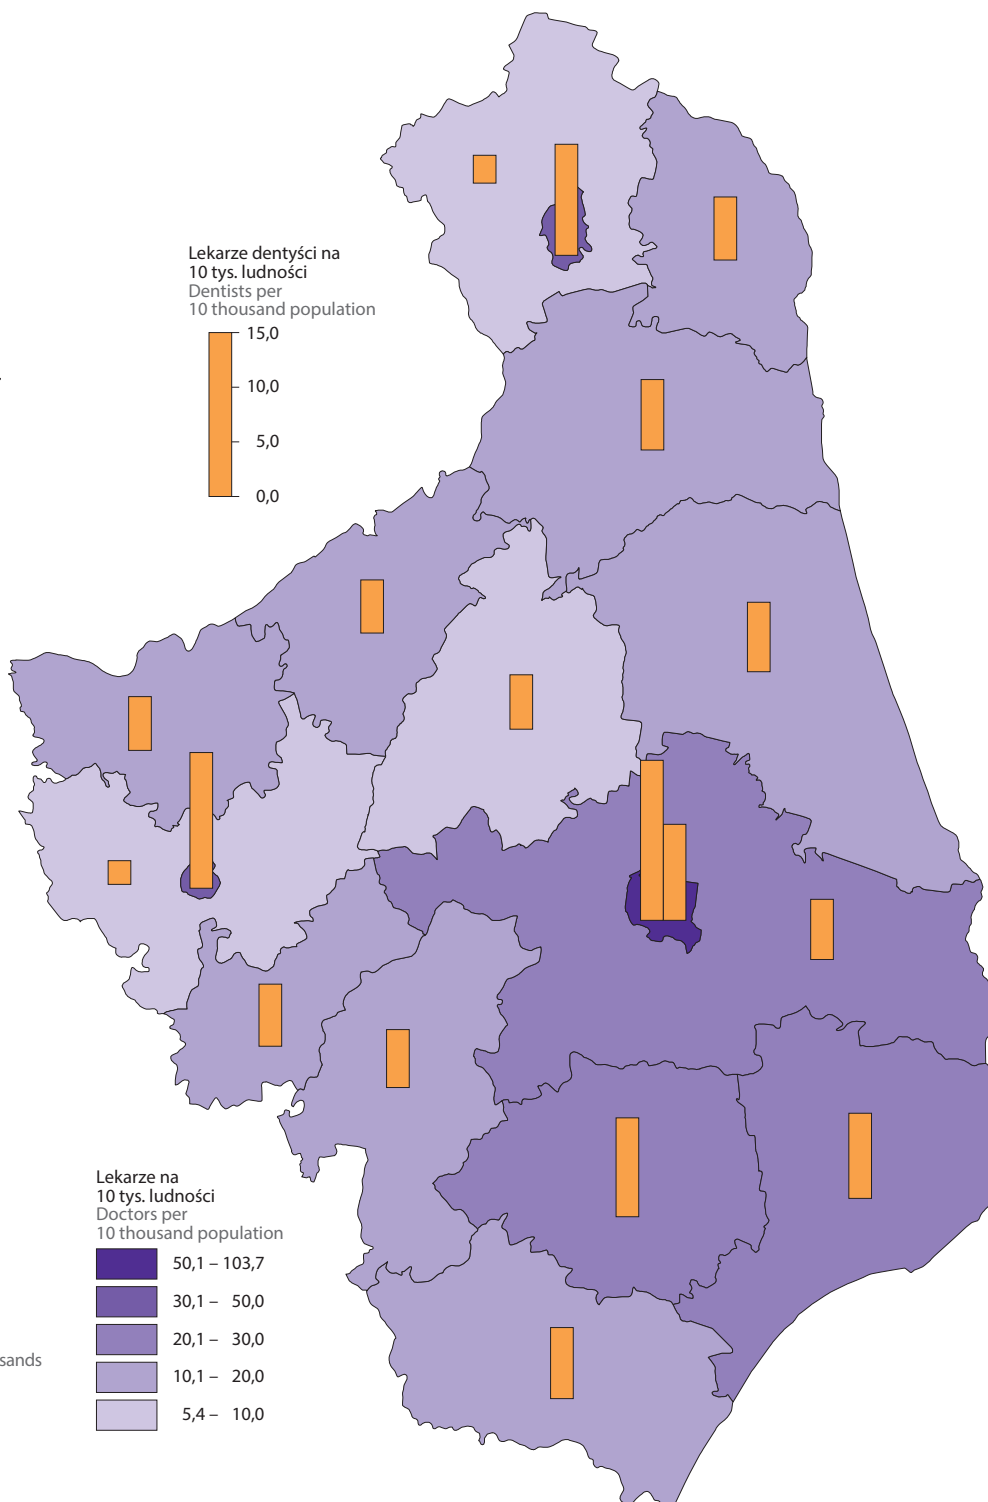 Lekarze dentyści na
10 tys. ludności
Dentists per
10 thousand population
15,0
10,0
5,0
0,0
Lekarze na
10 tys. ludności
Doctors per
10 thousand population
50,1 – 103,7
30,1 – 50,0
20,1 – 30,0
10,1 – 20,0
5,4 – 10,0
sands